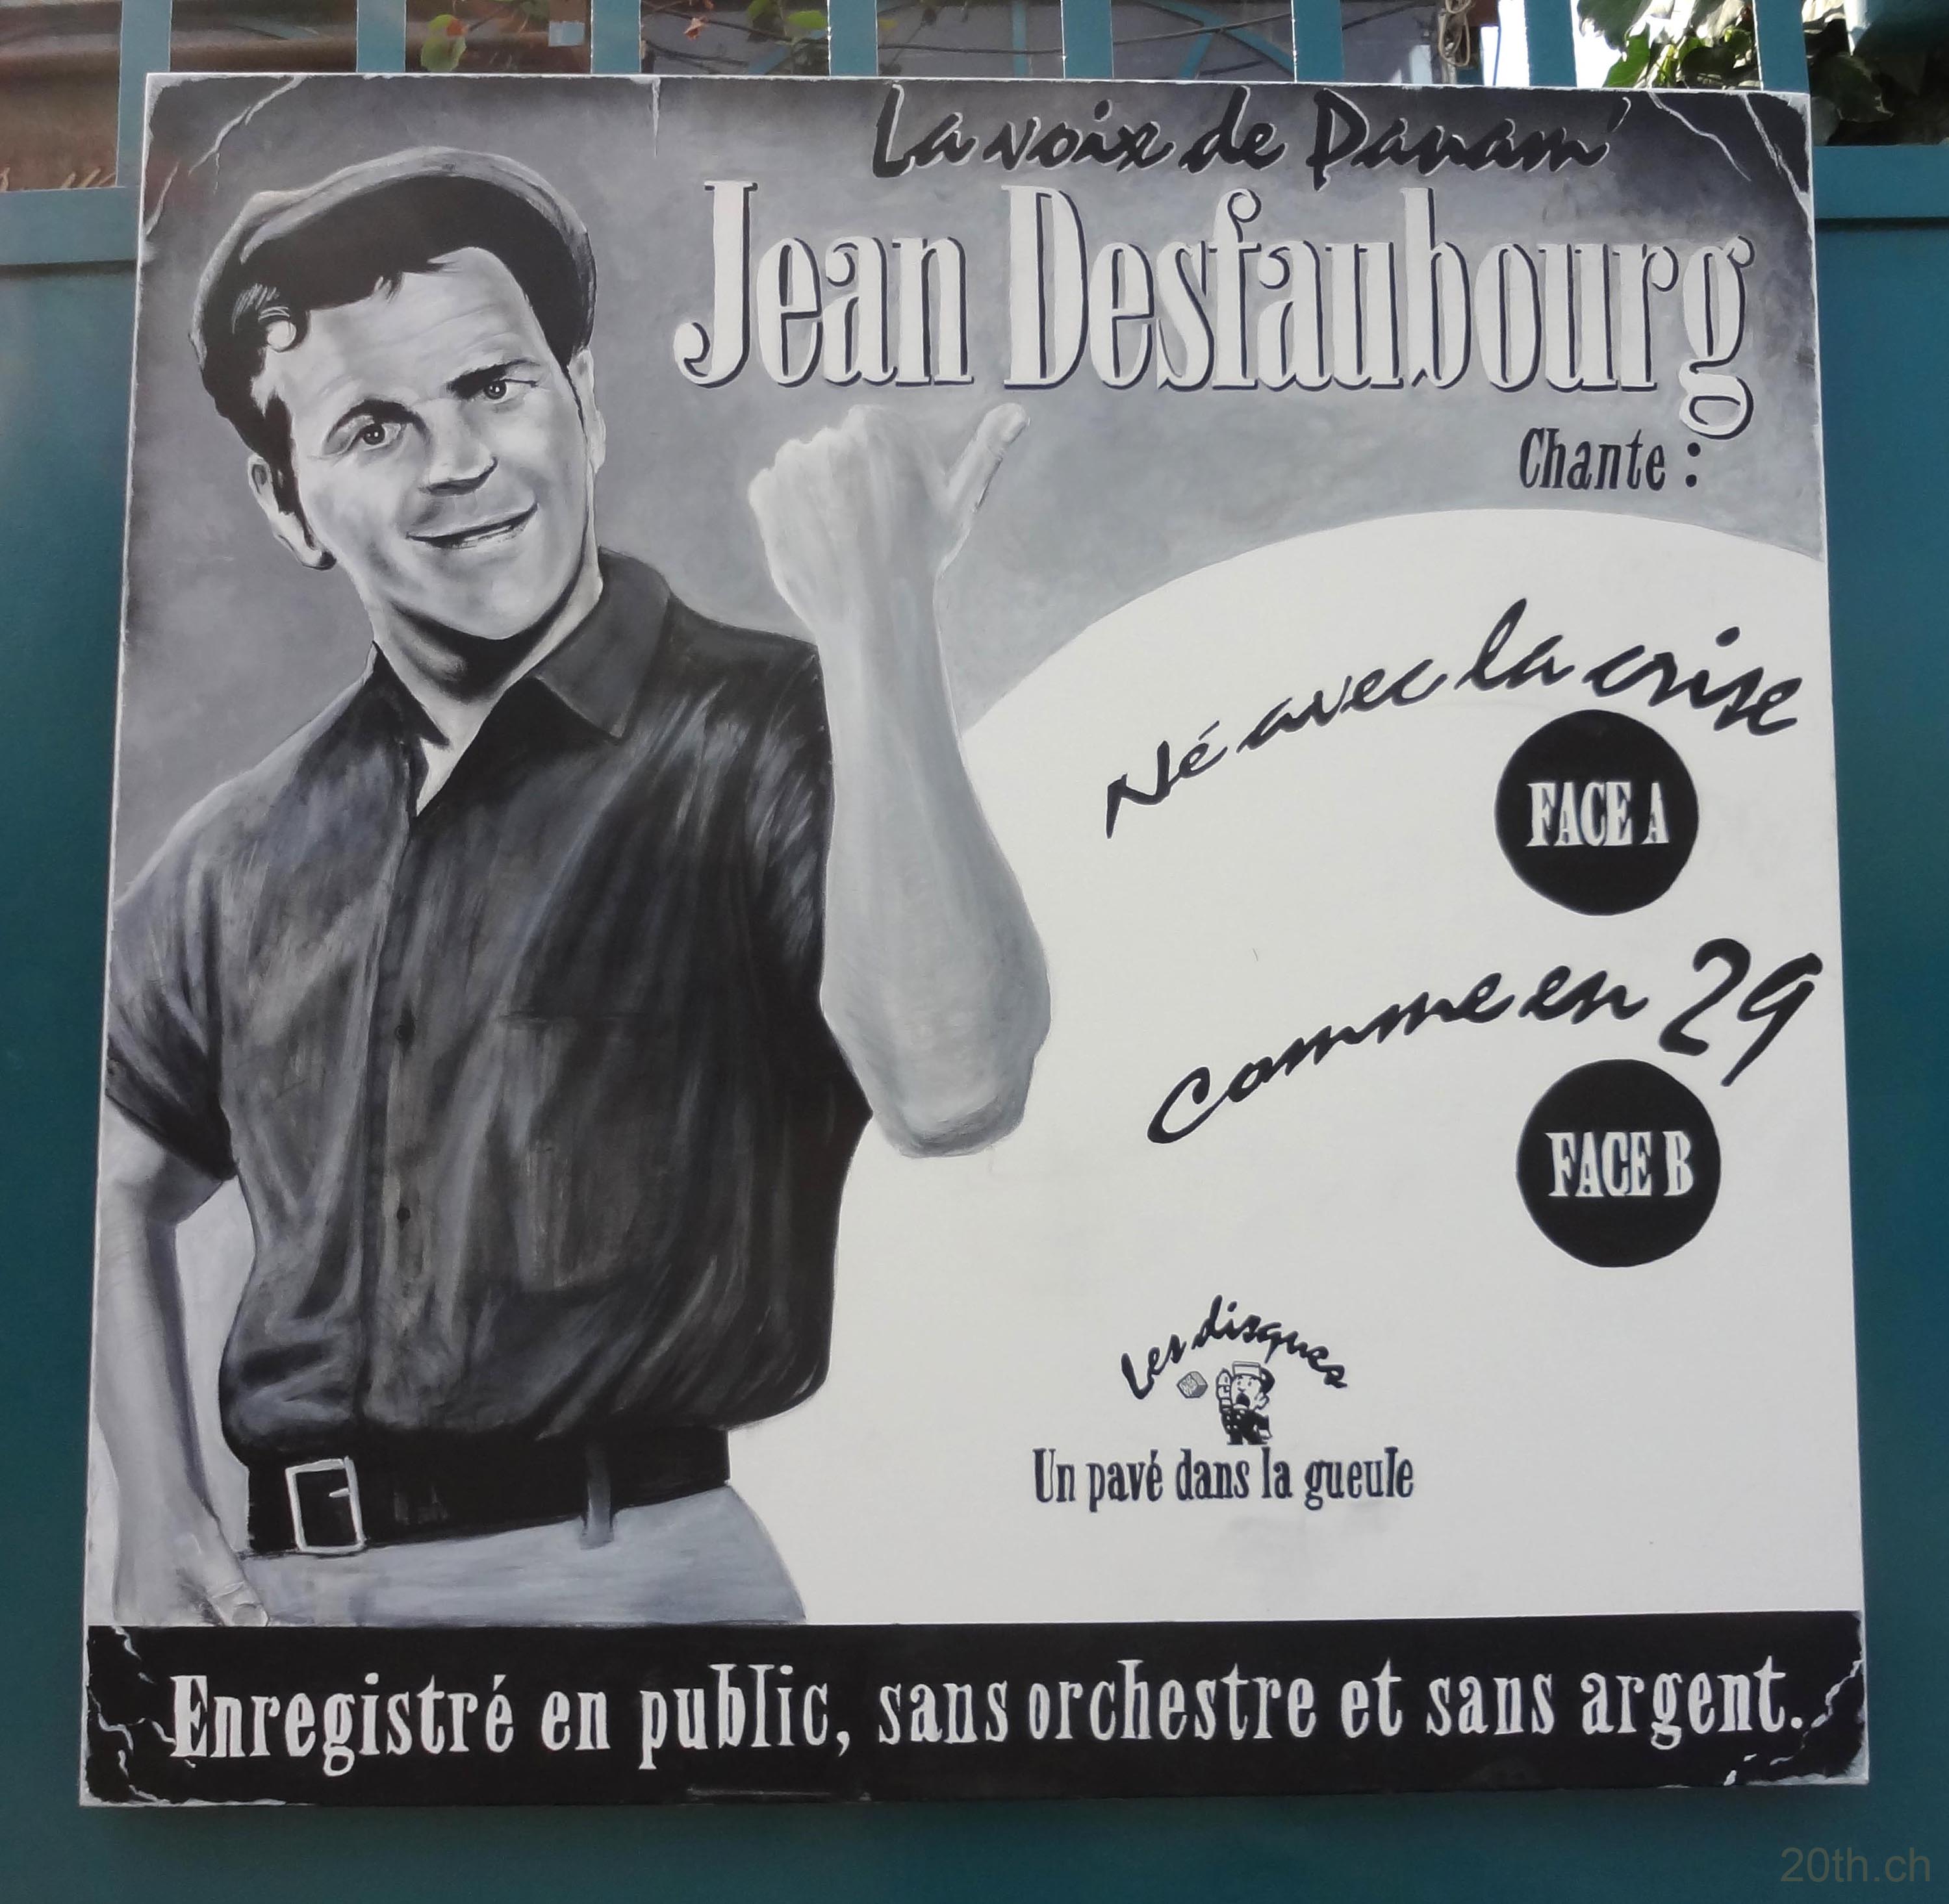 La voix de Panam'
Jean Desfaubourg
Chante :
Né avec la crise
FACE A
Comme en 29
FACE B
Les disques
Un pavé dans la gueule
Enregistré en public, sans orchestre et sans argent.
20th.ch